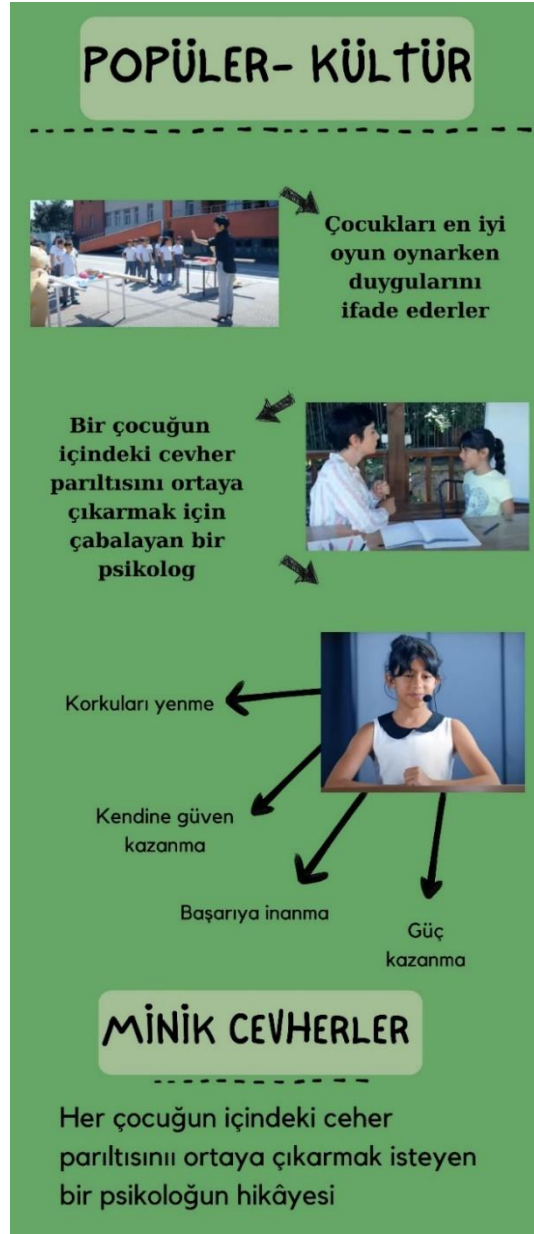 POPÜLER- KÜLTÜR
Çocukları en iyi
oyun oynarken
duygularını
ifade ederler
Bir çocuğun
içindeki cevher
parıltısını ortaya
çıkarmak için
çabalayan bir
psikolog
Korkuları yenme
Kendine güven
kazanma
Başarıya inanma
Güç
kazanma
MİNİK CEVHERLER
Her çocuğun içindeki ceher
parıltısınıı ortaya çıkarmak isteyen
bir psikoloğun hikâyesi